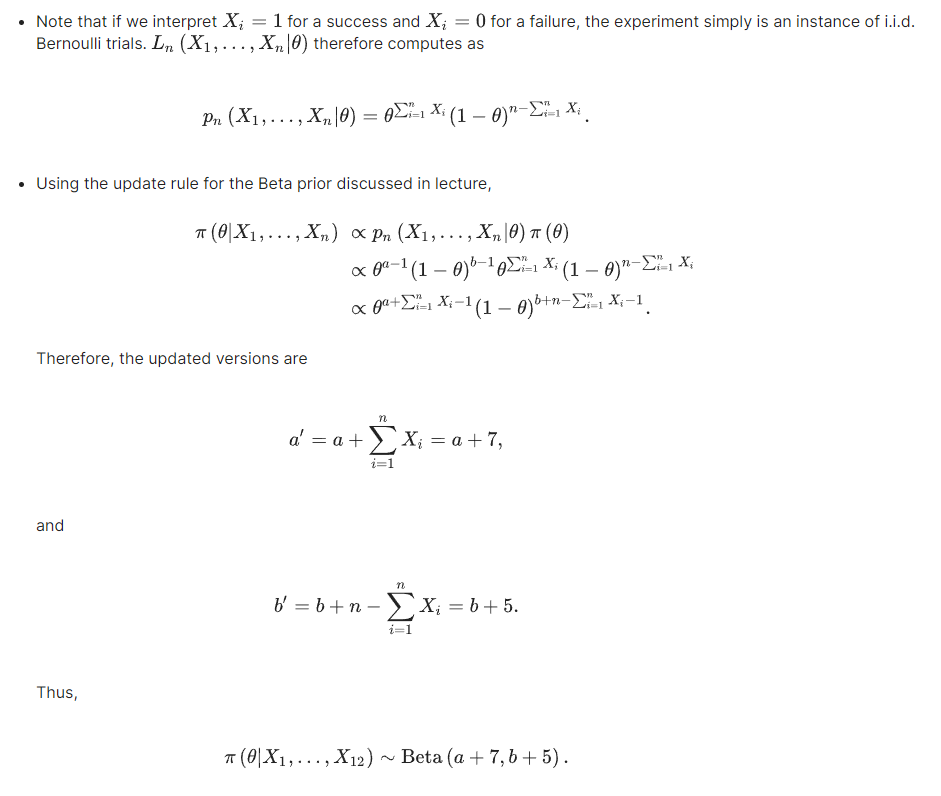 • Note that if we interpret $X_i = 1$ for a success and $X_i = 0$ for a failure, the experiment simply is an instance of i.i.d.
Bernoulli trials. $L_n\,(X_1, \ldots, X_n|\theta)$ therefore computes as
$p_n\,(X_1, \ldots, X_n|\theta) = \theta^{\sum_{i=1}^n X_i}(1-\theta)^{n-\sum_{i=1}^n X_i}.$
• Using the update rule for the Beta prior discussed in lecture,
$\pi\,(\theta|X_1, \ldots, X_n) \propto p_n\,(X_1, \ldots, X_n|\theta)\,\pi\,(\theta)$
$\propto \theta^{a-1}(1-\theta)^{b-1}\theta^{\sum_{i=1}^n X_i}(1-\theta)^{n-\sum_{i=1}^n X_i}$
$\propto \theta^{a+\sum_{i=1}^n X_i-1}(1-\theta)^{b+n-\sum_{i=1}^n X_i-1}.$
Therefore, the updated versions are
$a' = a + \sum_{i=1}^n X_i = a + 7,$
and
$b' = b + n - \sum_{i=1}^n X_i = b + 5.$
Thus,
$\pi\,(\theta|X_1, \ldots, X_{12}) \sim \text{Beta}\,(a+7, b+5).$